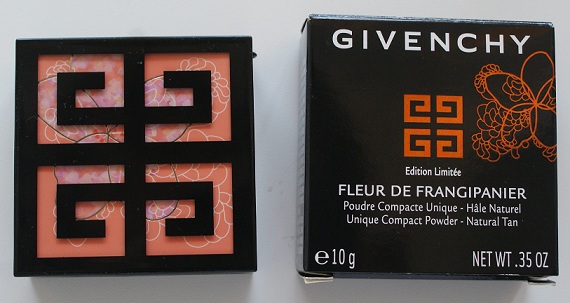 GIVENCHY
Edition Limitée
FLEUR DE FRANGIPANIER
Poudre Compacte Unique - Hâle Naturel
Unique Compact Powder - Natural Tan
℮10g
NET WT. .35 OZ